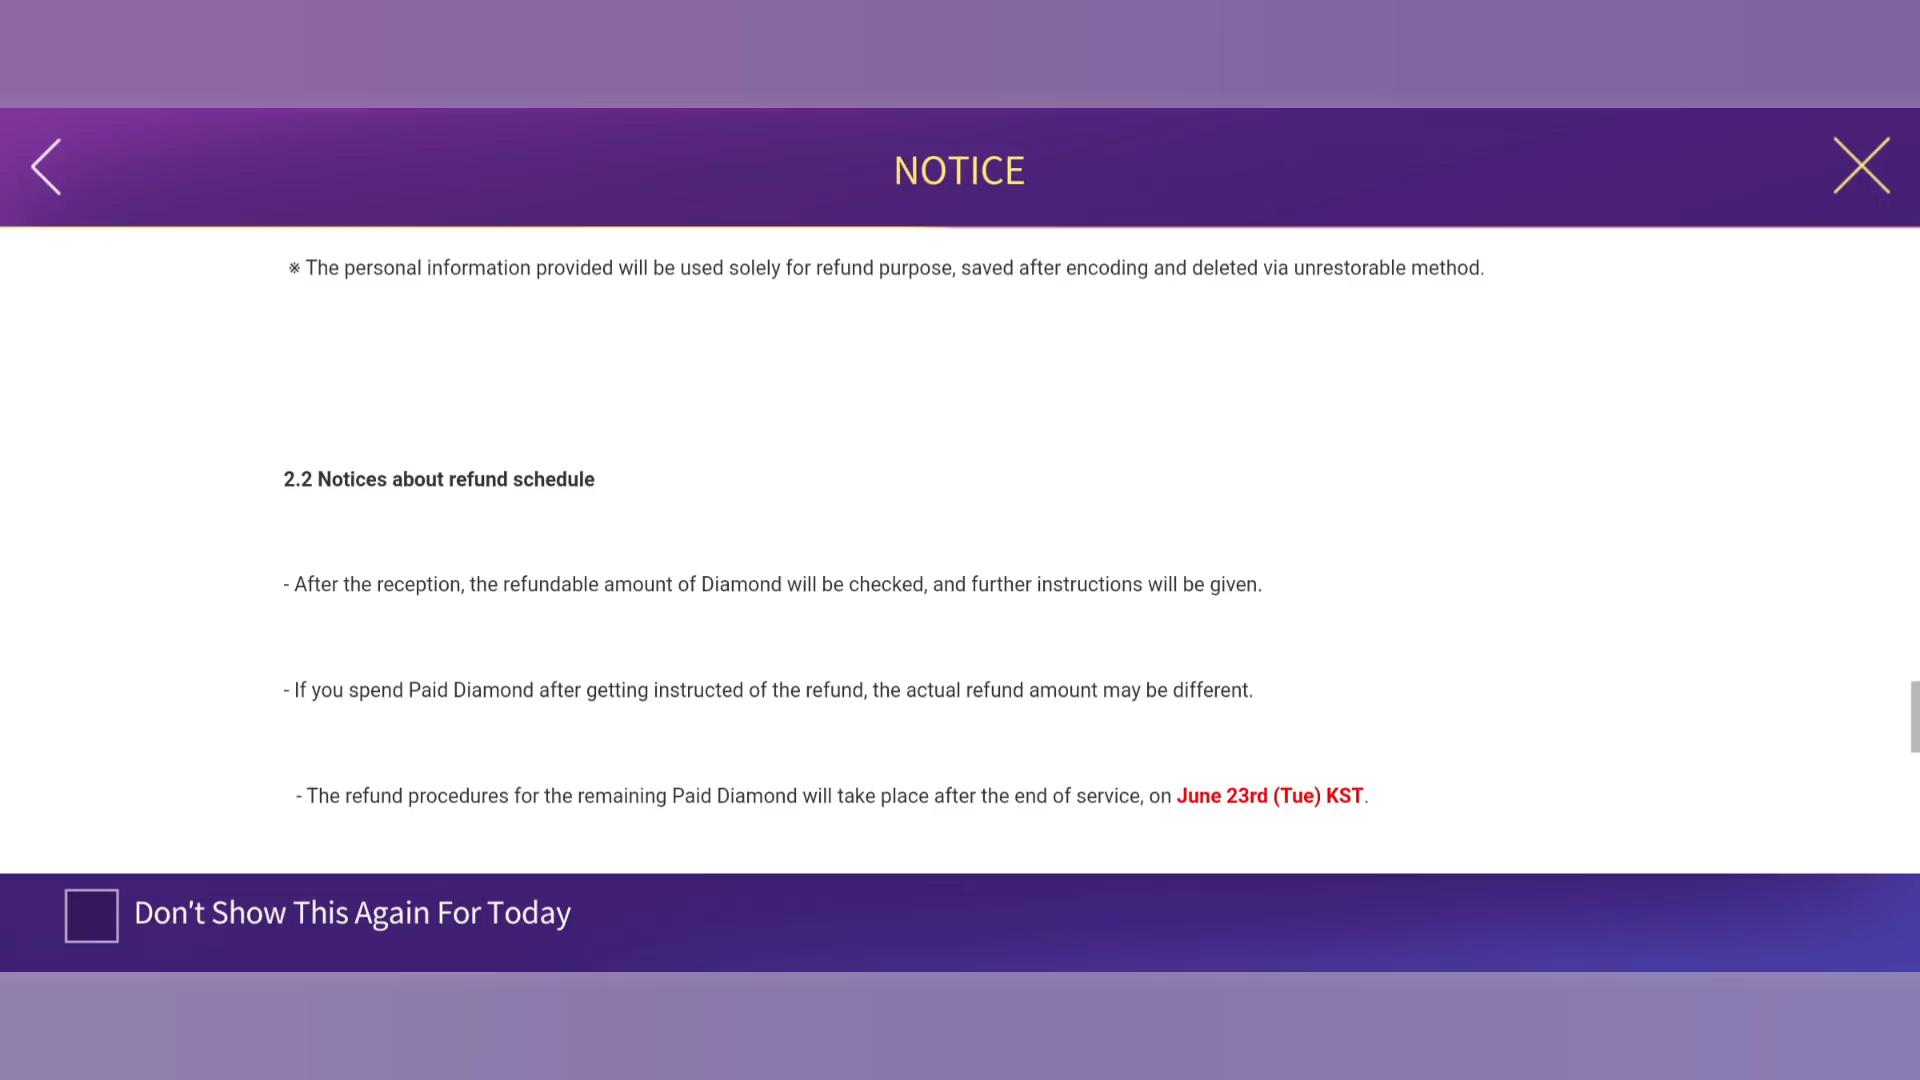 NOTICE
※ The personal information provided will be used solely for refund purpose, saved after encoding and deleted via unrestorable method.
2.2 Notices about refund schedule
- After the reception, the refundable amount of Diamond will be checked, and further instructions will be given.
- If you spend Paid Diamond after getting instructed of the refund, the actual refund amount may be different.
- The refund procedures for the remaining Paid Diamond will take place after the end of service, on June 23rd (Tue) KST.
Don't Show This Again For Today